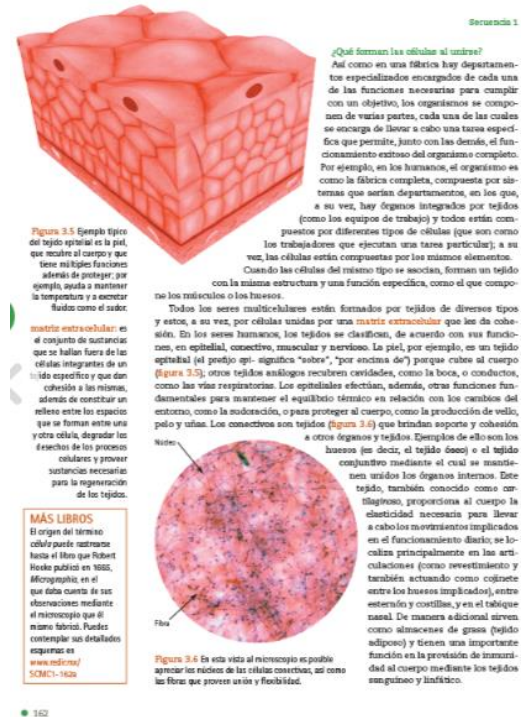 Secuencia 1
¿Qué forman las células al unirse?
Así como en una fábrica hay departamen-
tos especializados encargados de cada una
de las funciones necesarias para cumplir
con un objetivo, los organismos se compo-
nen de varias partes, cada una de las cuales
se encarga de llevar a cabo una tarea especí-
fica que permite, junto con las demás, el fun-
cionamiento exitoso del organismo completo.
Por ejemplo, en los humanos, el organismo es
como la fábrica completa, compuesta por sis-
temas que serían departamentos, en los que,
a su vez, hay órganos integrados por tejidos
(como los equipos de trabajo) y todos están com-
puestos por diferentes tipos de células (que son como
los trabajadores que ejecutan una tarea particular); a su
vez, las células están compuestas por los mismos elementos.
Cuando las células del mismo tipo se asocian, forman un tejido
con la misma estructura y una función específica, como el que compo-
ne los músculos o los huesos.
Todos los seres multicelulares están formados por tejidos de diversos tipos
y estos, a su vez, por células unidas por una matriz extracelular que les da cohe-
sión. En los seres humanos, los tejidos se clasifican, de acuerdo con sus funcio-
nes, en epitelial, conectivo, muscular y nervioso. La piel, por ejemplo, es un tejido
epitelial (el prefijo epi- significa "sobre", "por encima de") porque cubre al cuerpo
(figura 3.5); otros tejidos análogos recubren cavidades, como la boca, o conductos,
como las vías respiratorias. Los epiteliales efectúan, además, otras funciones fun-
damentales para mantener el equilibrio térmico en relación con los cambios del
entorno, como la sudoración, o para proteger al cuerpo, como la producción de vello,
pelo y uñas. Los conectivos son tejidos (figura 3.6) que brindan soporte y cohesión
a otros órganos y tejidos. Ejemplos de ello son los
huesos (es decir, el tejido óseo) o el tejido
conjuntivo mediante el cual se mantie-
nen unidos los órganos internos. Este
tejido, también conocido como car-
tilaginoso, proporciona al cuerpo la
elasticidad necesaria para llevar
a cabo los movimientos implicados
en el funcionamiento diario; se lo-
caliza principalmente en las arti-
culaciones (como revestimiento y
también actuando como cojinete
entre los huesos implicados), entre
esternón y costillas, y en el tabique
nasal. De manera adicional sirven
como almacenes de grasa (tejido
adiposo) y tienen una importante
función en la provisión de inmuni-
dad al cuerpo mediante los tejidos
sanguíneo y linfático.
Figura 3.5 Ejemplo típico
del tejido epitelial es la piel,
que recubre al cuerpo y que
tiene múltiples funciones
además de proteger; por
ejemplo, ayuda a mantener
la temperatura y a excretar
fluidos como el sudor.
matriz extracelular: es
el conjunto de sustancias
que se hallan fuera de las
células integrantes de un
tejido específico y que dan
cohesión a las mismas,
además de constituir un
relleno entre los espacios
que se forman entre una
y otra célula, degradar los
desechos de los procesos
celulares y proveer
sustancias necesarias
para la regeneración
de los tejidos.
MÁS LIBROS
El origen del término
célula puede rastrearse
hasta el libro que Robert
Hooke publicó en 1665,
Micrographia, en el
que daba cuenta de sus
observaciones mediante
el microscopio que él
mismo fabricó. Puedes
contemplar sus detallados
esquemas en
www.redir.mx/
SCMC1-162a
Núcleo
Fibra
Figura 3.6 En esta vista al microscopio es posible
apreciar los núcleos de las células conectivas, así como
las fibras que proveen unión y flexibilidad.
162